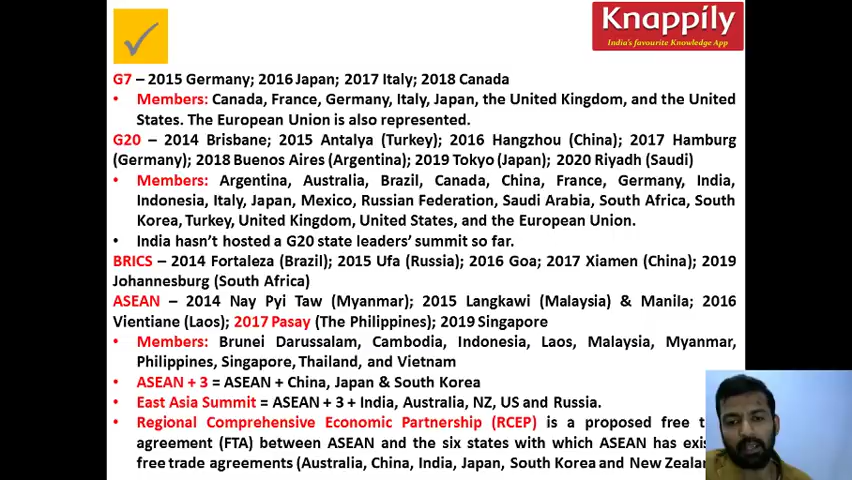 Knappily
India's favourite Knowledge App
G7 – 2015 Germany; 2016 Japan; 2017 Italy; 2018 Canada
• Members: Canada, France, Germany, Italy, Japan, the United Kingdom, and the United
States. The European Union is also represented.
G20 – 2014 Brisbane; 2015 Antalya (Turkey); 2016 Hangzhou (China); 2017 Hamburg
(Germany); 2018 Buenos Aires (Argentina); 2019 Tokyo (Japan); 2020 Riyadh (Saudi)
• Members: Argentina, Australia, Brazil, Canada, China, France, Germany, India,
Indonesia, Italy, Japan, Mexico, Russian Federation, Saudi Arabia, South Africa, South
Korea, Turkey, United Kingdom, United States, and the European Union.
• India hasn't hosted a G20 state leaders' summit so far.
BRICS – 2014 Fortaleza (Brazil); 2015 Ufa (Russia); 2016 Goa; 2017 Xiamen (China); 2019
Johannesburg (South Africa)
ASEAN – 2014 Nay Pyi Taw (Myanmar); 2015 Langkawi (Malaysia) & Manila; 2016
Vientiane (Laos); 2017 Pasay (The Philippines); 2019 Singapore
• Members: Brunei Darussalam, Cambodia, Indonesia, Laos, Malaysia, Myanmar,
Philippines, Singapore, Thailand, and Vietnam
• ASEAN + 3 = ASEAN + China, Japan & South Korea
• East Asia Summit = ASEAN + 3 + India, Australia, NZ, US and Russia.
• Regional Comprehensive Economic Partnership (RCEP) is a proposed free
agreement (FTA) between ASEAN and the six states with which ASEAN has
free trade agreements (Australia, China, India, Japan, South Korea and New